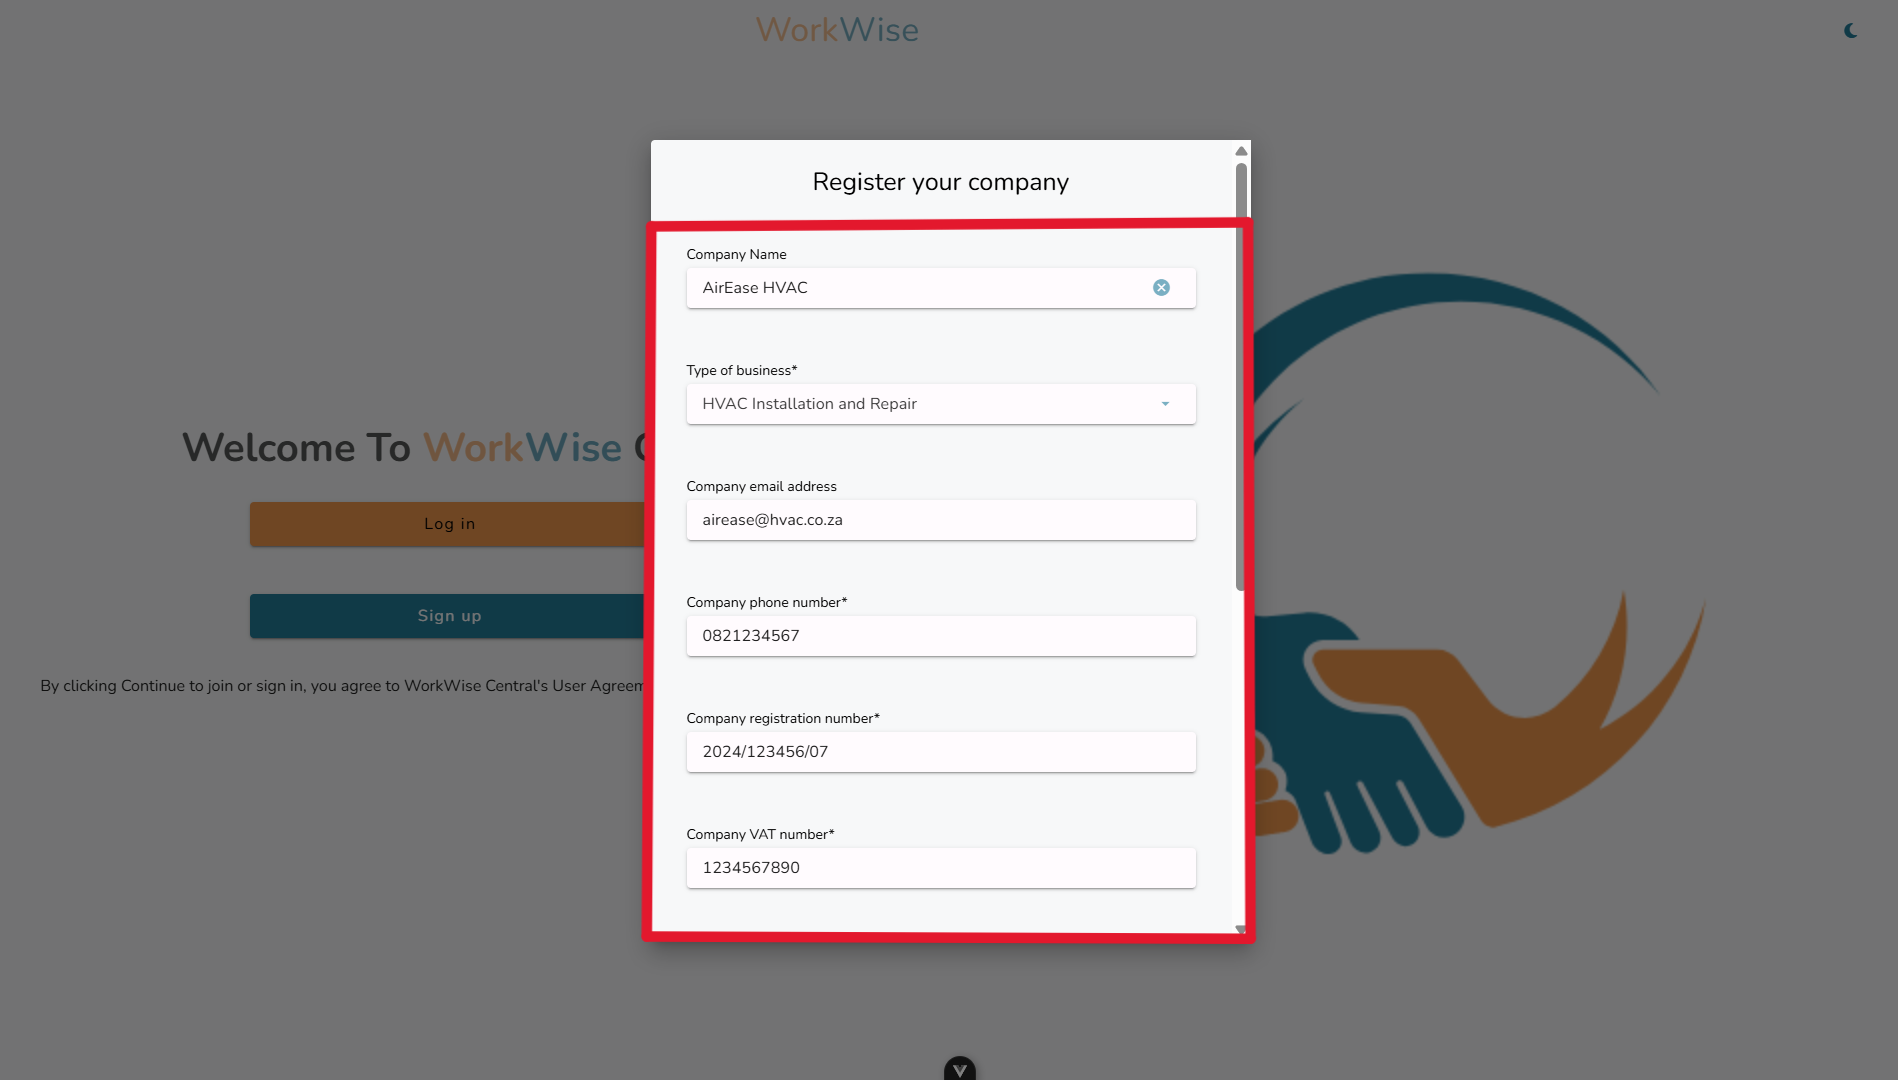 WorkWise
Register your company
Company Name
AirEase HVAC
Type of business*
HVAC Installation and Repair
Company email address
airease@hvac.co.za
Company phone number*
0821234567
Company registration number*
2024/123456/07
Company VAT number*
1234567890
Welcome To WorkWise
Log in
Sign up
By clicking Continue to join or sign in, you agree to WorkWise Central's User